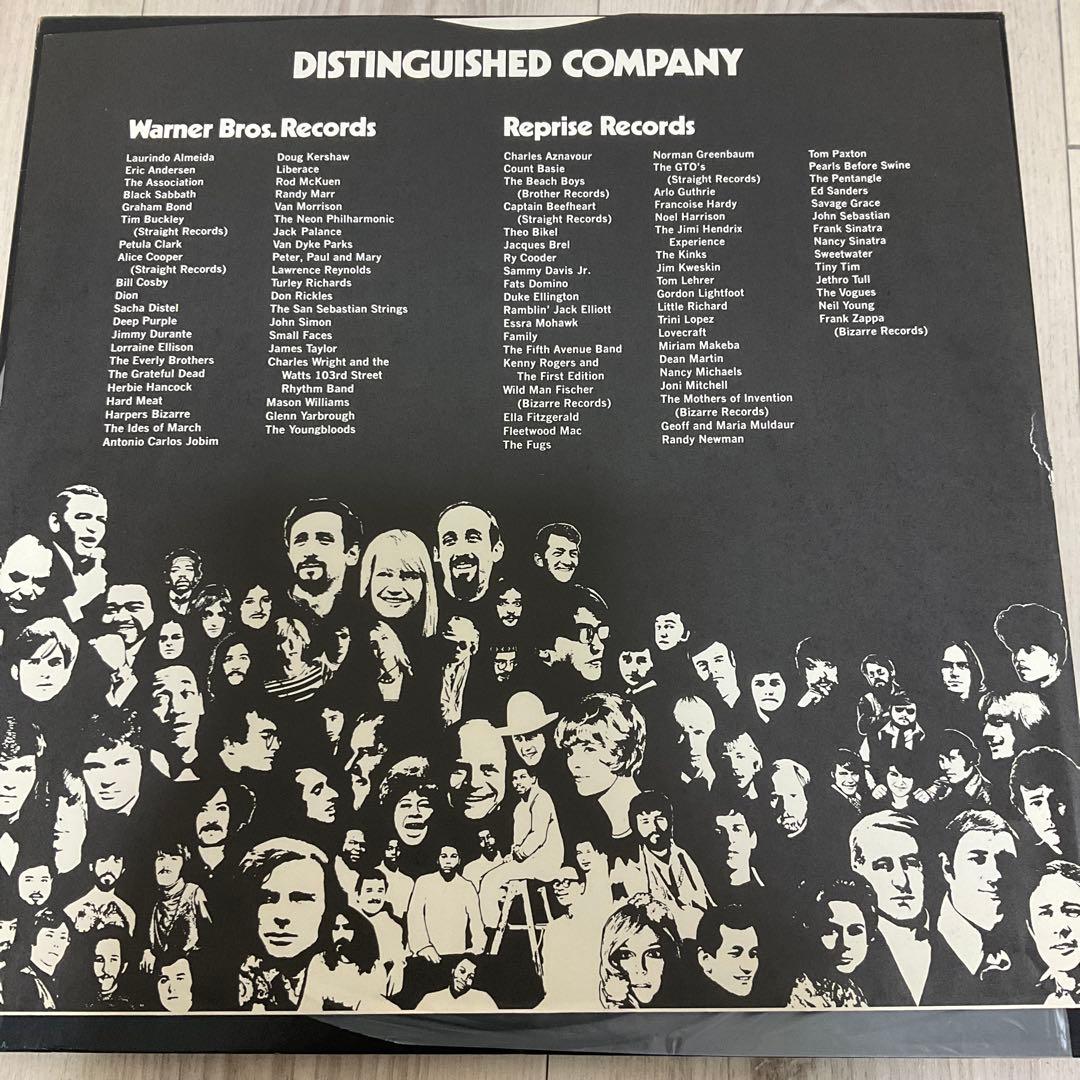 DISTINGUISHED COMPANY
Warner Bros. Records
Laurindo Almeida
Eric Andersen
The Association
Black Sabbath
Graham Bond
Tim Buckley
(Straight Records)
Petula Clark
Alice Cooper
(Straight Records)
Bill Cosby
Dion
Sacha Distel
Deep Purple
Jimmy Durante
Lorraine Ellison
The Everly Brothers
The Grateful Dead
Herbie Hancock
Hard Meat
Harpers Bizarre
The Ides of March
Antonio Carlos Jobim
Doug Kershaw
Liberace
Rod McKuen
Randy Marr
Van Morrison
The Neon Philharmonic
Jack Palance
Van Dyke Parks
Peter, Paul and Mary
Lawrence Reynolds
Turley Richards
Don Rickles
The San Sebastian Strings
John Simon
Small Faces
James Taylor
Charles Wright and the
Watts 103rd Street
Rhythm Band
Mason Williams
Glenn Yarbrough
The Youngbloods
Reprise Records
Charles Aznavour
Count Basie
The Beach Boys
(Brother Records)
Captain Beefheart
(Straight Records)
Theo Bikel
Jacques Brel
Ry Cooder
Sammy Davis Jr.
Fats Domino
Duke Ellington
Ramblin' Jack Elliott
Essra Mohawk
Family
The Fifth Avenue Band
Kenny Rogers and
The First Edition
Wild Man Fischer
(Bizarre Records)
Ella Fitzgerald
Fleetwood Mac
The Fugs
Norman Greenbaum
The GTO's
(Straight Records)
Arlo Guthrie
Francoise Hardy
Noel Harrison
The Jimi Hendrix
Experience
The Kinks
Jim Kweskin
Tom Lehrer
Gordon Lightfoot
Little Richard
Trini Lopez
Lovecraft
Miriam Makeba
Dean Martin
Nancy Michaels
Joni Mitchell
The Mothers of Invention
(Bizarre Records)
Geoff and Maria Muldaur
Randy Newman
Tom Paxton
Pearls Before Swine
The Pentangle
Ed Sanders
Savage Grace
John Sebastian
Frank Sinatra
Nancy Sinatra
Sweetwater
Tiny Tim
Jethro Tull
The Vogues
Neil Young
Frank Zappa
(Bizarre Records)